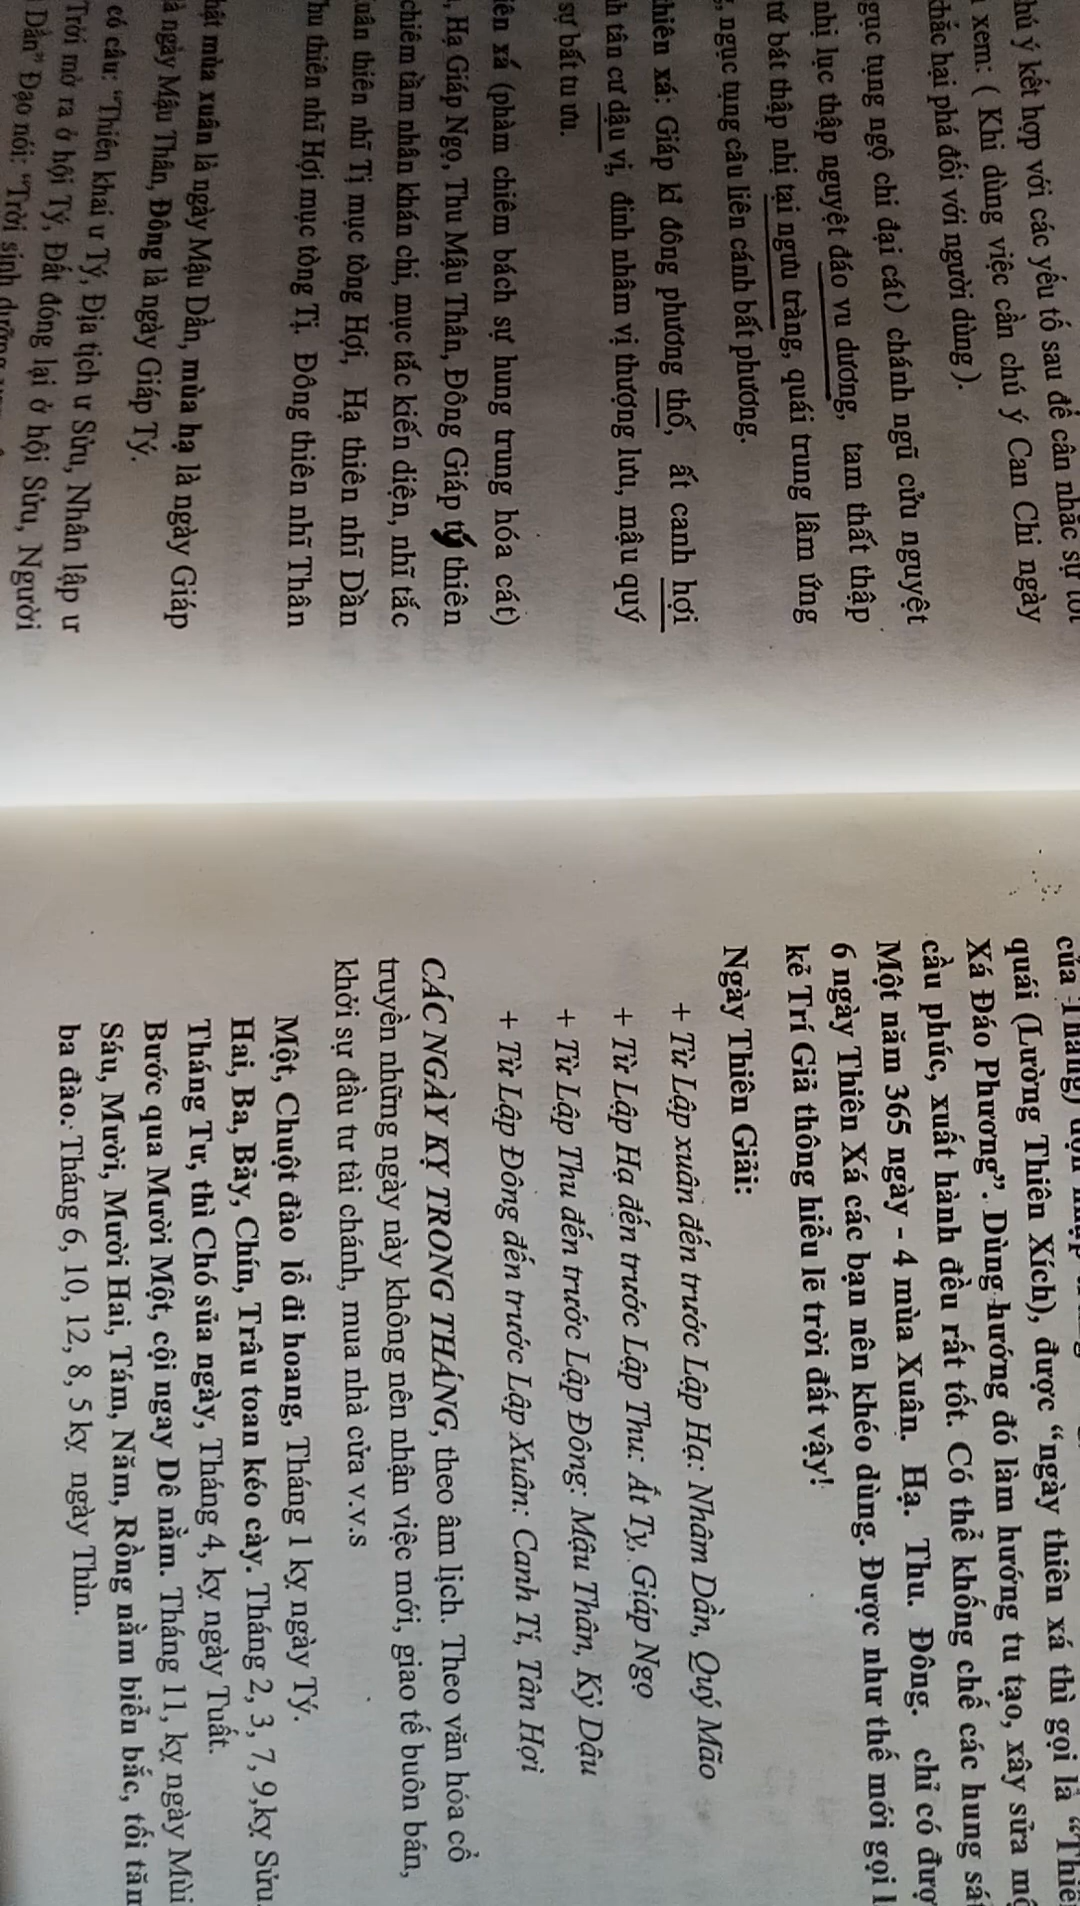 hú ý kết hợp với các yếu tố sau để cân nhắc sự tốt
xem: ( Khi dùng việc cần chú ý Can Chi ngày
khắc hại phá đối với người dùng ).
gục tụng ngộ chi đại cát) chánh ngũ cửu nguyệt
nhị lục thập nguyệt đáo vu dương, tam thất thập
tứ bát thập nhị tại ngưu tràng, quái trung lâm ứng
, ngục tụng câu liên cánh bất phương.
hiên xá: Giáp kỉ đông phương thố, ất canh hợi
h tân cư dậu vị, đinh nhâm vị thượng lưu, mậu quý
sự bất tu ưu.
iên xá (phàm chiêm bách sự hung trung hóa cát)
, Hạ Giáp Ngọ, Thu Mậu Thân, Đông Giáp tý thiên
chiêm tầm nhân khán chi, mục tắc kiến diện, nhĩ tắc
uân thiên nhĩ Tị mục tòng Hợi, Hạ thiên nhĩ Dần
hu thiên nhĩ Hợi mục tòng Tị. Đông thiên nhĩ Thân
hật mùa xuân là ngày Mậu Dần, mùa hạ là ngày Giáp
à ngày Mậu Thân, Đông là ngày Giáp Tý.
có câu: “Thiên khai ư Tý, Địa tịch ư Sửu, Nhân lập ư
Trời mở ra ở hội Tý, Đất đóng lại ở hội Sửu, Người
Dần” Đạo nói: “Trời sinh dưỡng
của Tháng)
quái (Lường Thiên Xích), được “ngày thiên xá thì gọi là “Thiê
Xá Đáo Phương”. Dùng hướng đó làm hướng tu tạo, xây sửa mộ
cầu phúc, xuất hành đều rất tốt. Có thể khống chế các hung sá
Một năm 365 ngày - 4 mùa Xuân. Hạ. Thu. Đông. chỉ có đượ
6 ngày Thiên Xá các bạn nên khéo dùng. Được như thế mới gọi l
kẻ Trí Giả thông hiểu lẽ trời đất vậy!
Ngày Thiên Giải:
+ Từ Lập xuân đến trước Lập Hạ: Nhâm Dần, Quý Mão
+ Từ Lập Hạ đến trước Lập Thu: Ất Tỵ, Giáp Ngọ
+ Từ Lập Thu đến trước Lập Đông: Mậu Thân, Kỷ Dậu
+ Từ Lập Đông đến trước Lập Xuân: Canh Tí, Tân Hợi
CÁC NGÀY KỴ TRONG THÁNG, theo âm lịch. Theo văn hóa cổ
truyền những ngày này không nên nhận việc mới, giao tế buôn bán,
khởi sự đầu tư tài chánh, mua nhà cửa v.v.s
Một, Chuột đào lổ đi hoang, Tháng 1 kỵ ngày Tý.
Hai, Ba, Bảy, Chín, Trâu toan kéo cày. Tháng 2, 3, 7, 9,kỵ Sửu.
Tháng Tư, thì Chó sủa ngày, Tháng 4, kỵ ngày Tuất.
Bước qua Mười Một, cội ngay Dê nằm. Tháng 11, kỵ ngày Mùi
Sáu, Mười, Mười Hai, Tám, Năm, Rồng nằm biển bắc, tối tăm
ba đào. Tháng 6, 10, 12, 8, 5 kỵ ngày Thìn.